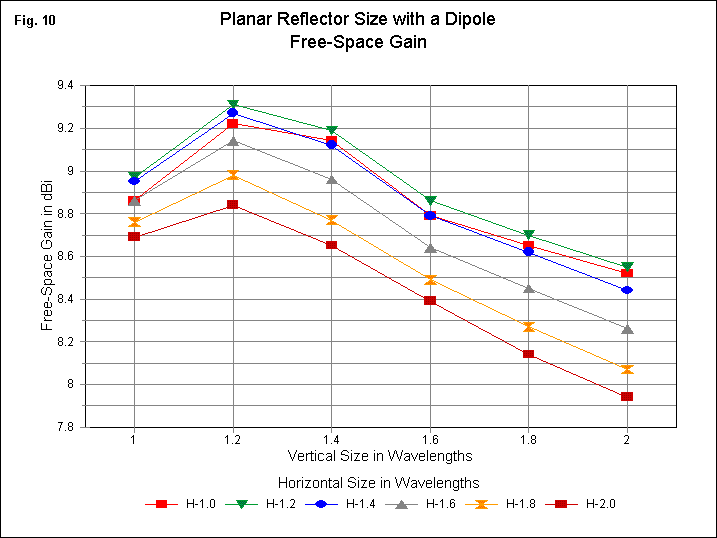 Fig. 10
Planar Reflector Size with a Dipole
Free-Space Gain
Free-Space Gain in dBi
9.4
9.2
9
8.8
8.6
8.4
8.2
8
7.8
1 1.2 1.4 1.6 1.8 2
Vertical Size in Wavelengths
Horizontal Size in Wavelengths
H-1.0 H-1.2 H-1.4 H-1.6 H-1.8 H-2.0